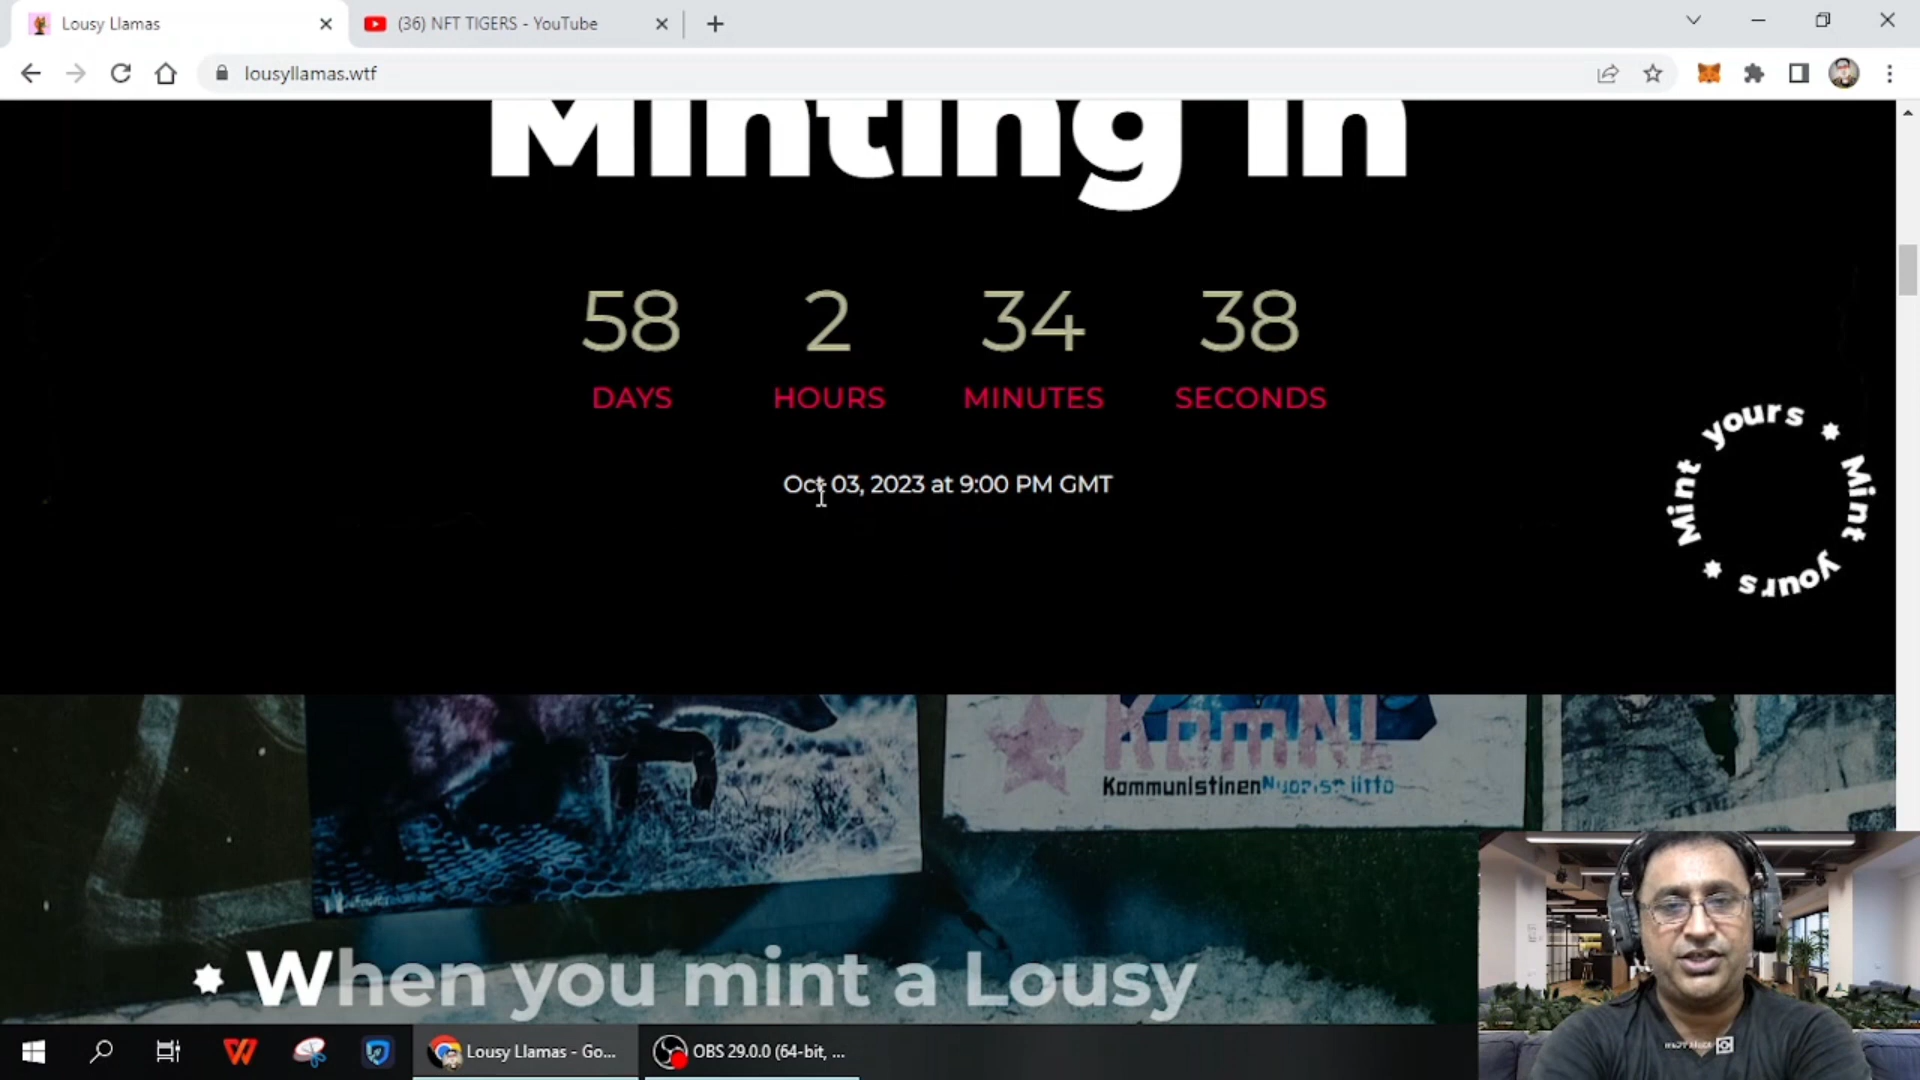 Lousy Llamas
(36) NFT TIGERS - YouTube
lousyllamas.wtf
Minting in
58 2 34 38
DAYS HOURS MINUTES SECONDS
Oct 03, 2023 at 9:00 PM GMT
Mint yours Mint yours
KomNL
KommunistinenNuorisoliitto
When you mint a Lousy
Lousy Llamas - Go...
OBS 29.0.0 (64-bit, ...